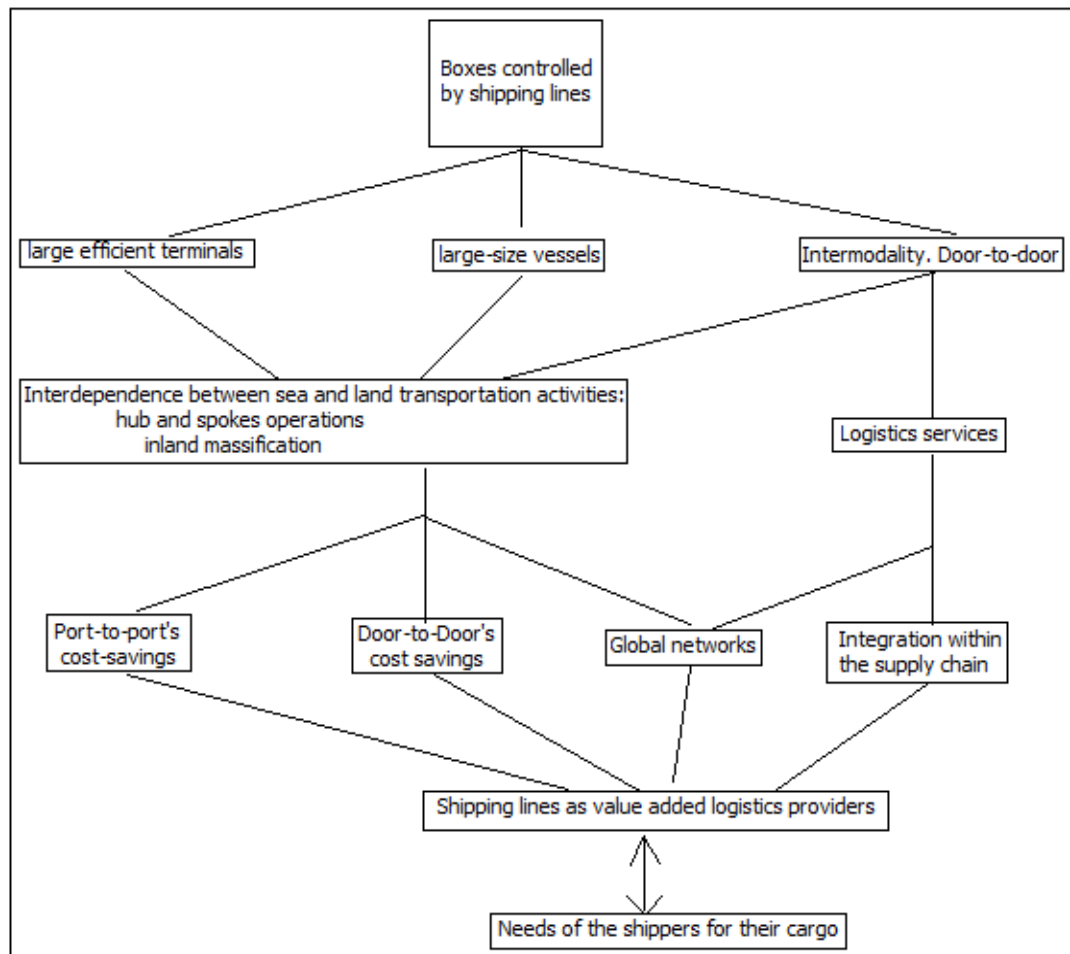 Boxes controlled
by shipping lines
large efficient terminals
large-size vessels
Intermodality. Door-to-door
Interdependence between sea and land transportation activities:
hub and spokes operations
inland massification
Logistics services
Port-to-port's
cost-savings
Door-to-Door's
cost savings
Global networks
Integration within
the supply chain
Shipping lines as value added logistics providers
Needs of the shippers for their cargo